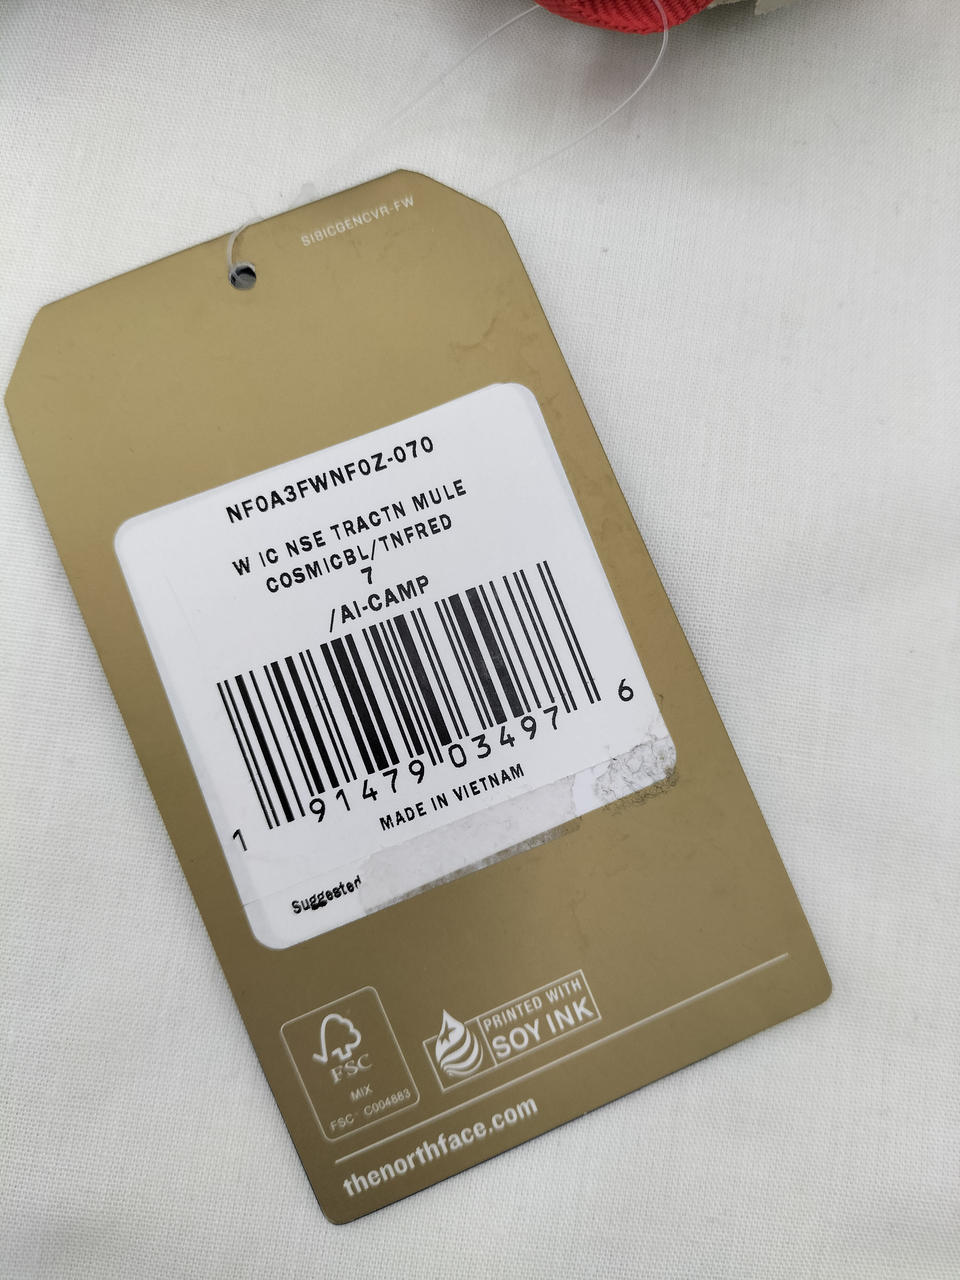 SI8ICGENCVR-FW
NF0A3FWNF0Z-070
W IC NSE TRACTN MULE
COSMICBL/TNFRED
7
/AI-CAMP
1 91479 03497 6
MADE IN VIETNAM
Suggested
FSC
MIX
FSC C004883
PRINTED WITH
SOY INK
thenorthface.com